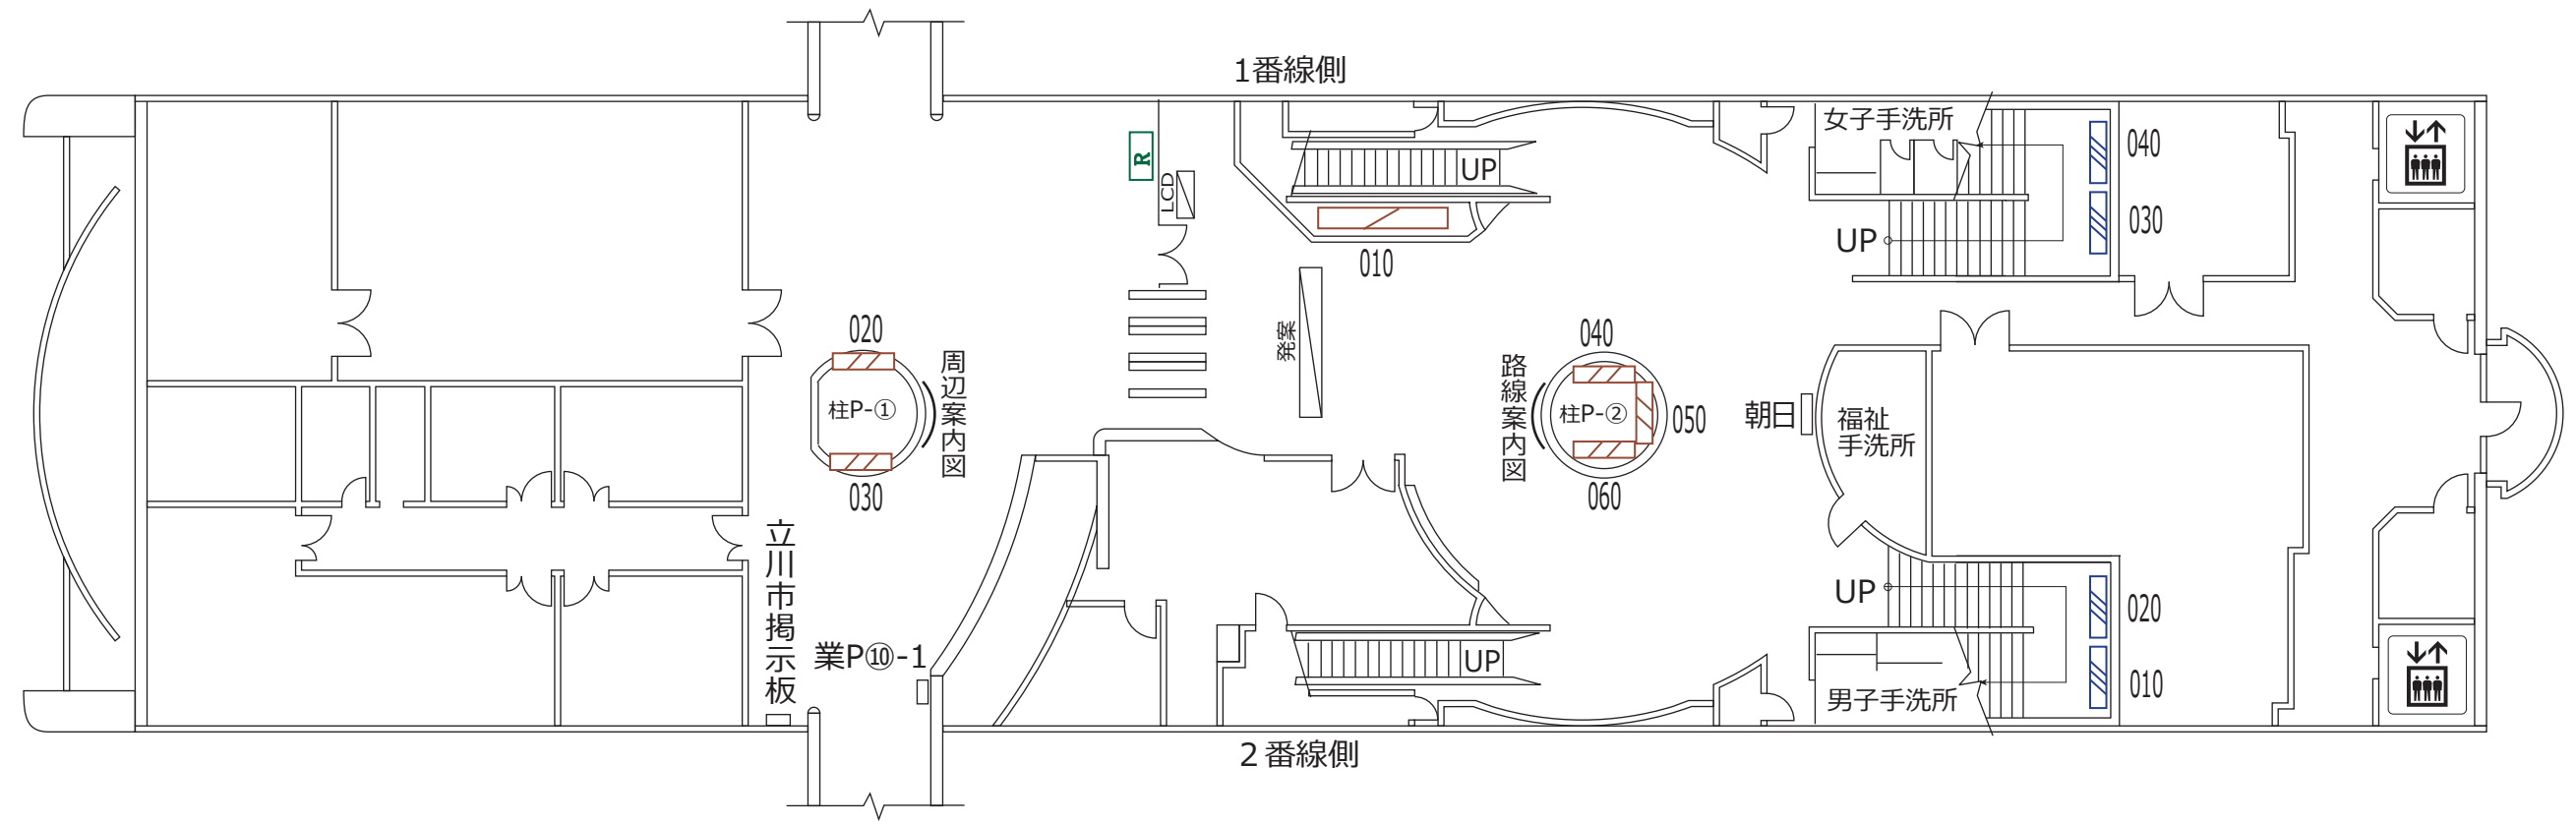 1番線側
女子手洗所
040
R
LCD
UP
030
UP
010
020
040
発案
周辺案内図
路線案内図
柱P-①
柱P-②
050
朝日
福祉
手洗所
030
060
立川市掲示板
UP
020
業P⑩-1
UP
010
男子手洗所
2番線側